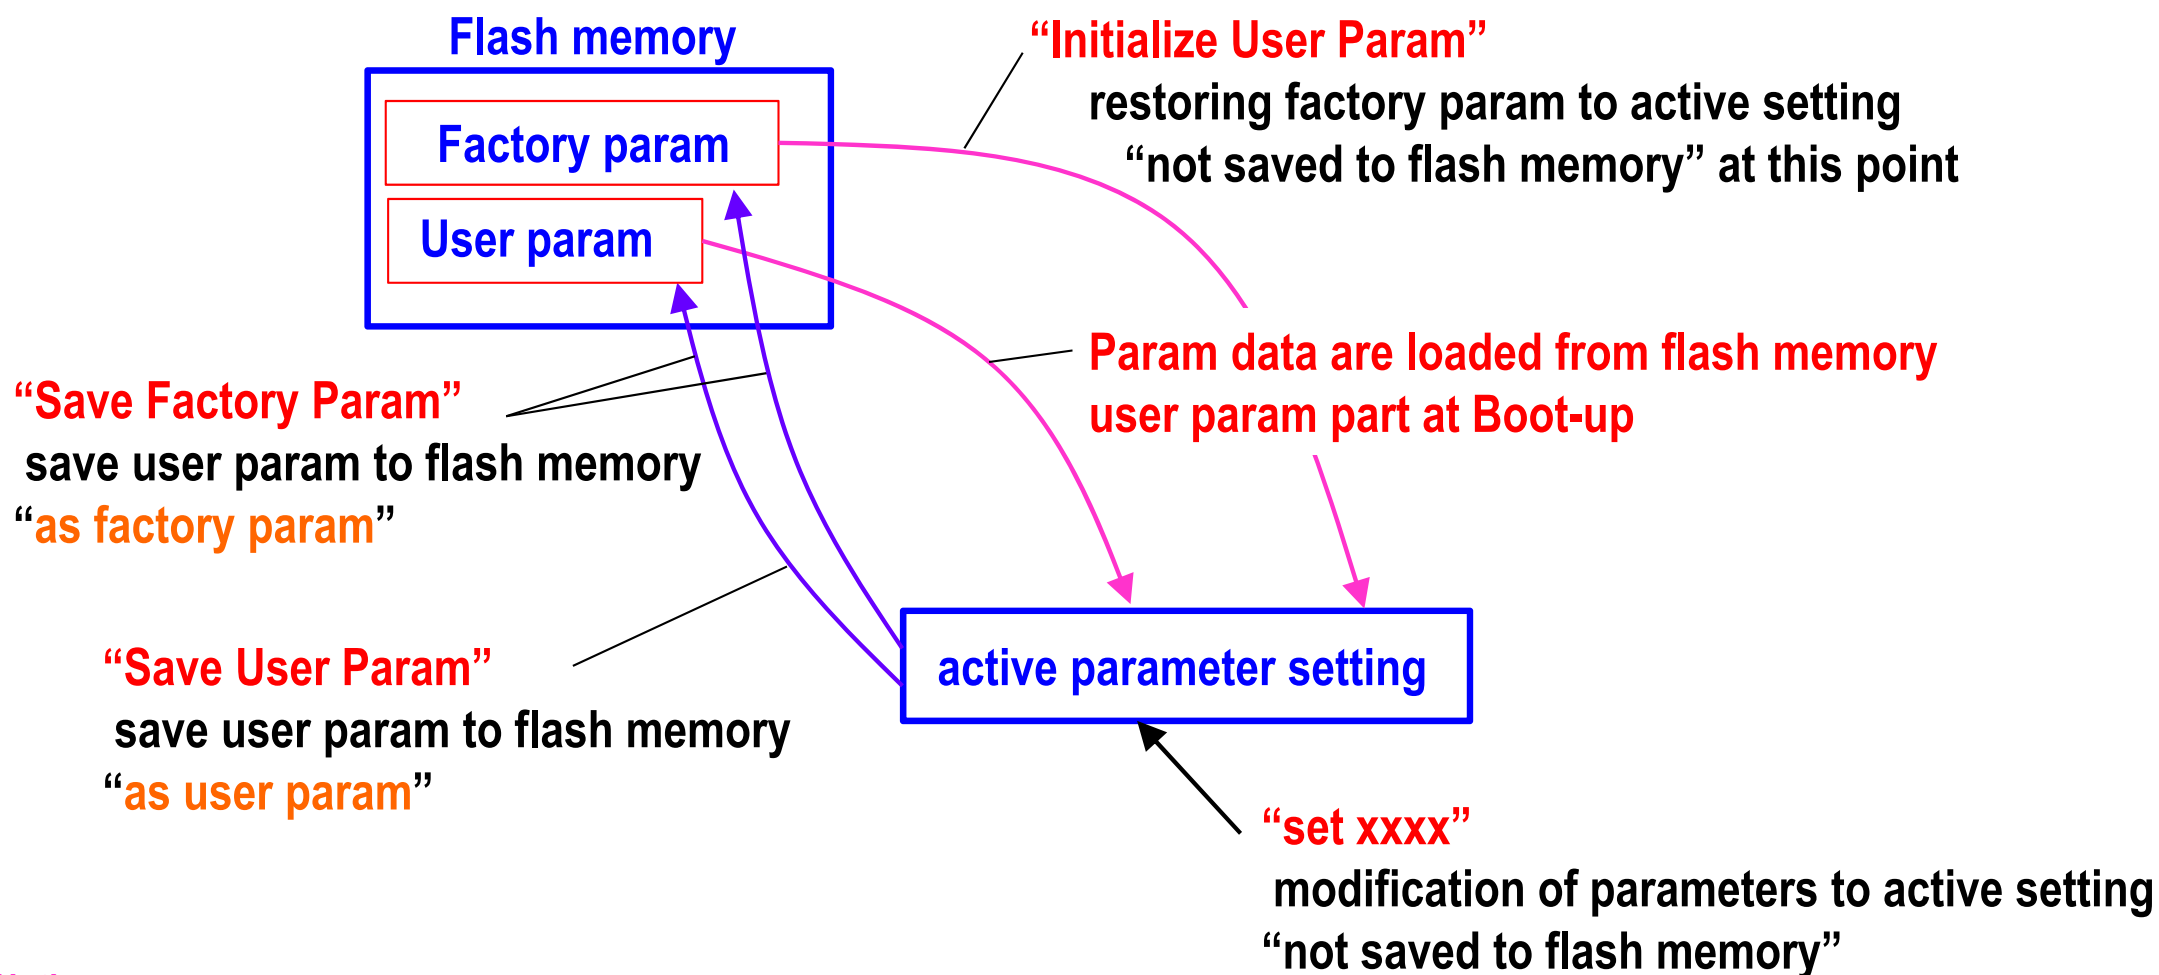 Flash memory
Factory param
User param
“Initialize User Param”
restoring factory param to active setting
“not saved to flash memory” at this point
Param data are loaded from flash memory
user param part at Boot-up
“Save Factory Param”
save user param to flash memory
“as factory param”
“Save User Param”
save user param to flash memory
“as user param”
active parameter setting
“set xxxx”
modification of parameters to active setting
“not saved to flash memory”